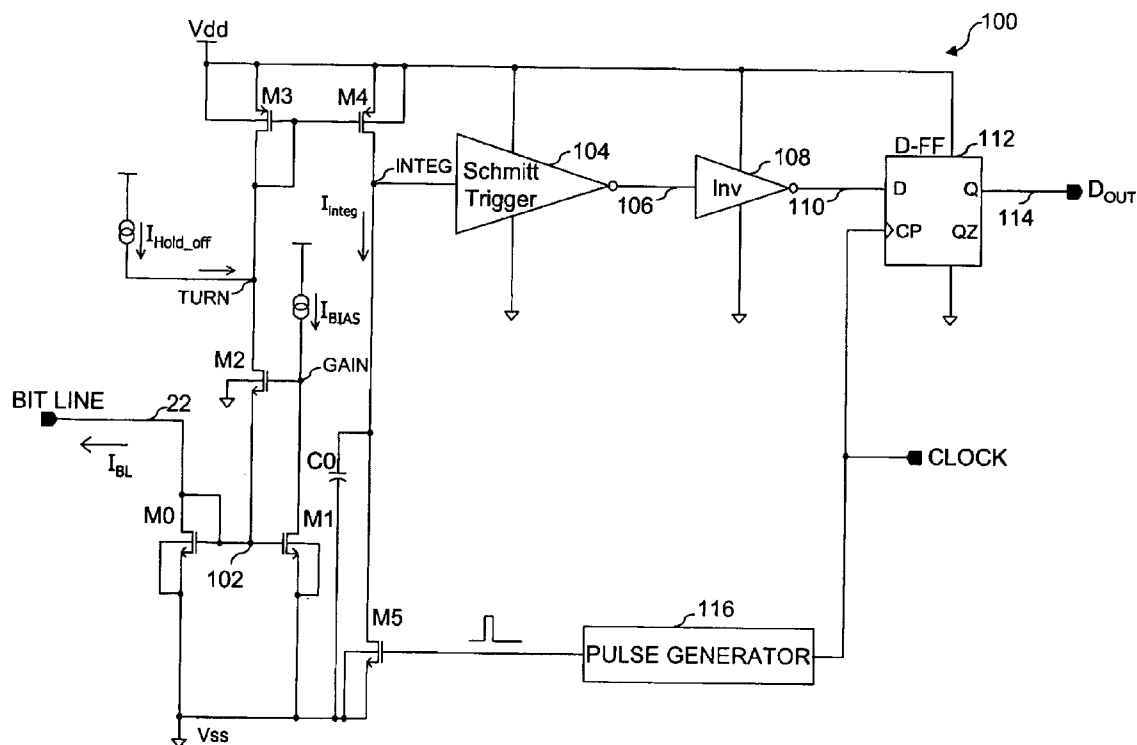 Vdd
100
M3
M4
INTEG
Schmitt
Trigger
104
106
Inv
108
110
D-FF
112
D
Q
CP
QZ
114
DOUT
IHold_off
Iinteg
TURN
IBIAS
M2
GAIN
BIT LINE
22
IBL
C0
CLOCK
M0
M1
102
M5
116
PULSE GENERATOR
Vss